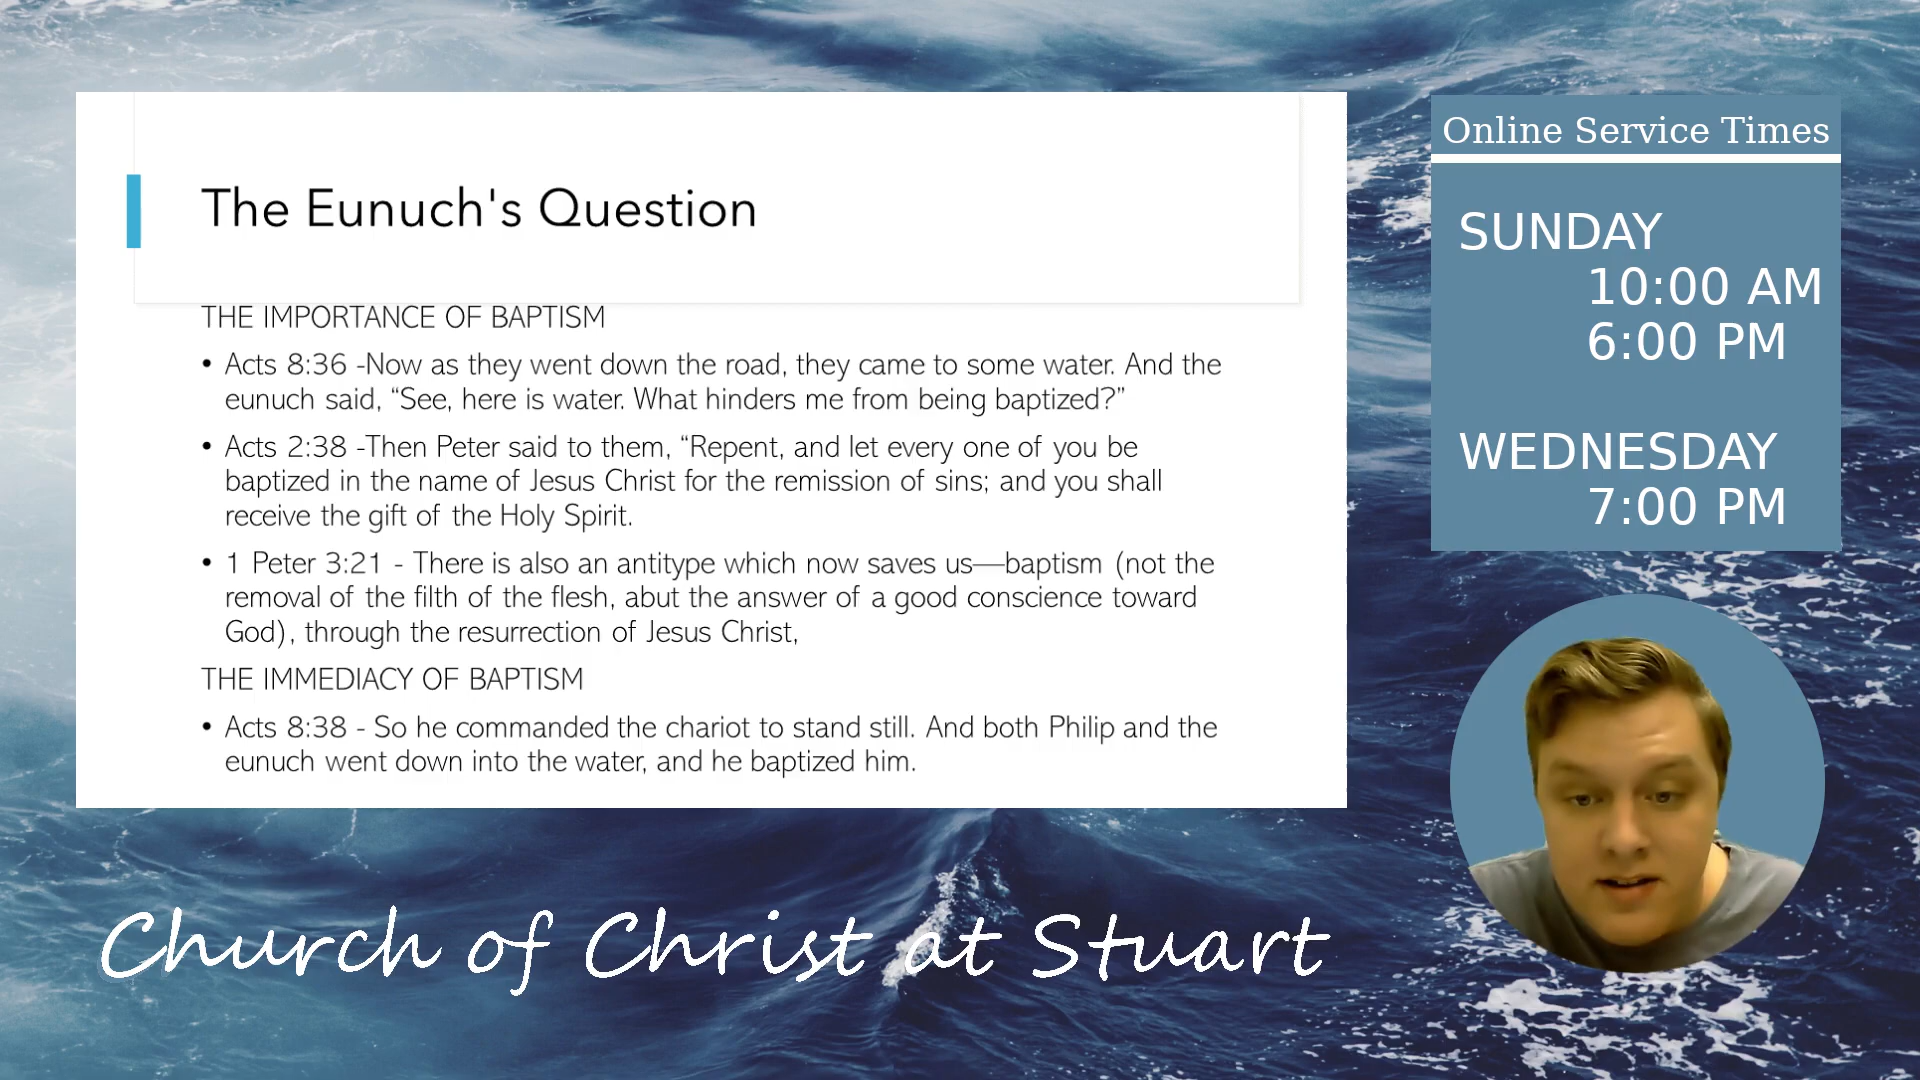 The Eunuch's Question
THE IMPORTANCE OF BAPTISM
• Acts 8:36 -Now as they went down the road, they came to some water. And the
eunuch said, “See, here is water. What hinders me from being baptized?”
• Acts 2:38 -Then Peter said to them, “Repent, and let every one of you be
baptized in the name of Jesus Christ for the remission of sins; and you shall
receive the gift of the Holy Spirit.
• 1 Peter 3:21 - There is also an antitype which now saves us—baptism (not the
removal of the filth of the flesh, abut the answer of a good conscience toward
God), through the resurrection of Jesus Christ,
THE IMMEDIACY OF BAPTISM
• Acts 8:38 - So he commanded the chariot to stand still. And both Philip and the
eunuch went down into the water, and he baptized him.
Online Service Times
SUNDAY
10:00 AM
6:00 PM
WEDNESDAY
7:00 PM
Church of Christ at Stuart